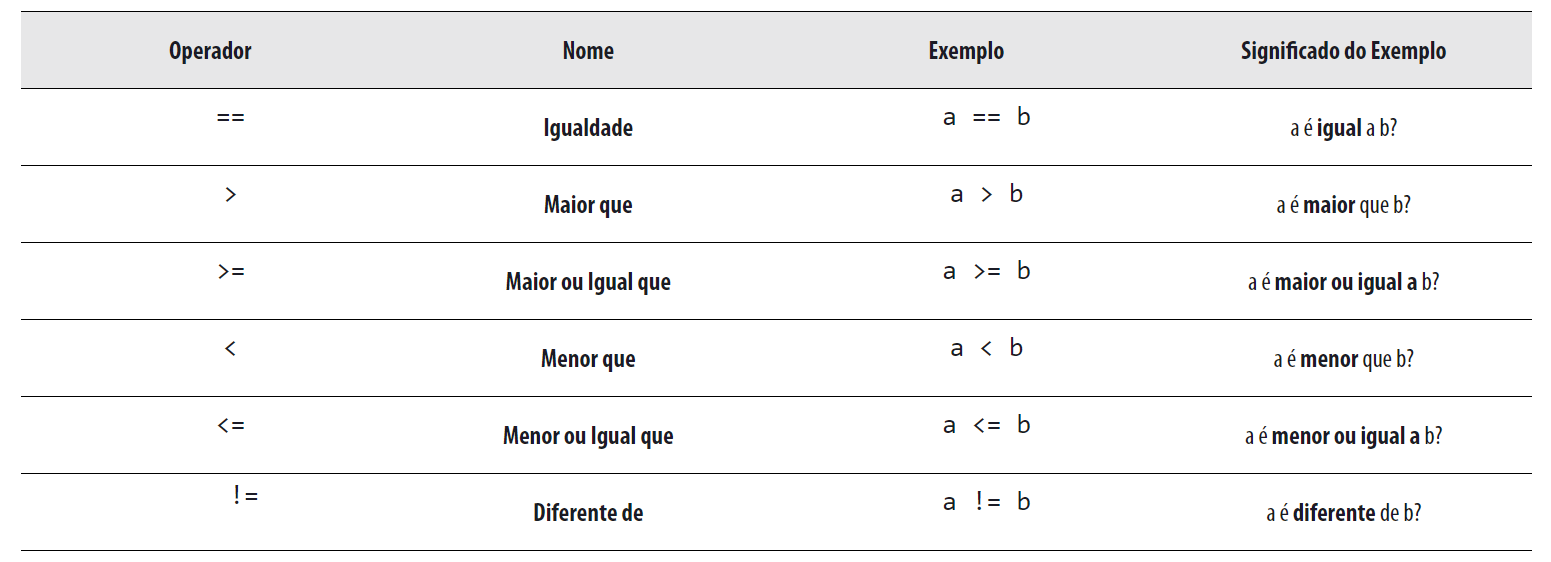 Operador Nome Exemplo Significado do Exemplo
== Igualdade a == b a é igual a b?
> Maior que a > b a é maior que b?
>= Maior ou Igual que a >= b a é maior ou igual a b?
< Menor que a < b a é menor que b?
<= Menor ou Igual que a <= b a é menor ou igual a b?
!= Diferente de a != b a é diferente de b?